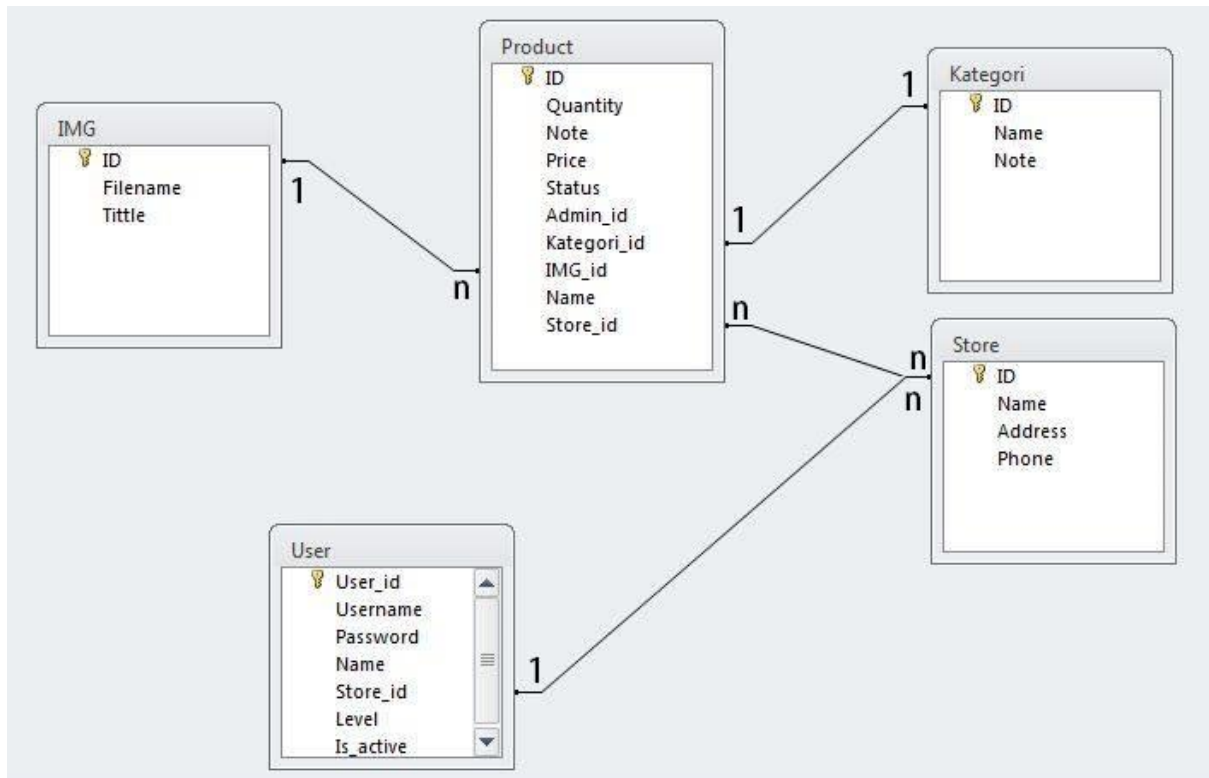 IMG
ID
Filename
Tittle
1
n
Product
ID
Quantity
Note
Price
Status
Admin_id
Kategori_id
IMG_id
Name
Store_id
1
1
n
Kategori
ID
Name
Note
n
n
Store
ID
Name
Address
Phone
User
User_id
Username
Password
Name
Store_id
Level
Is_active
1